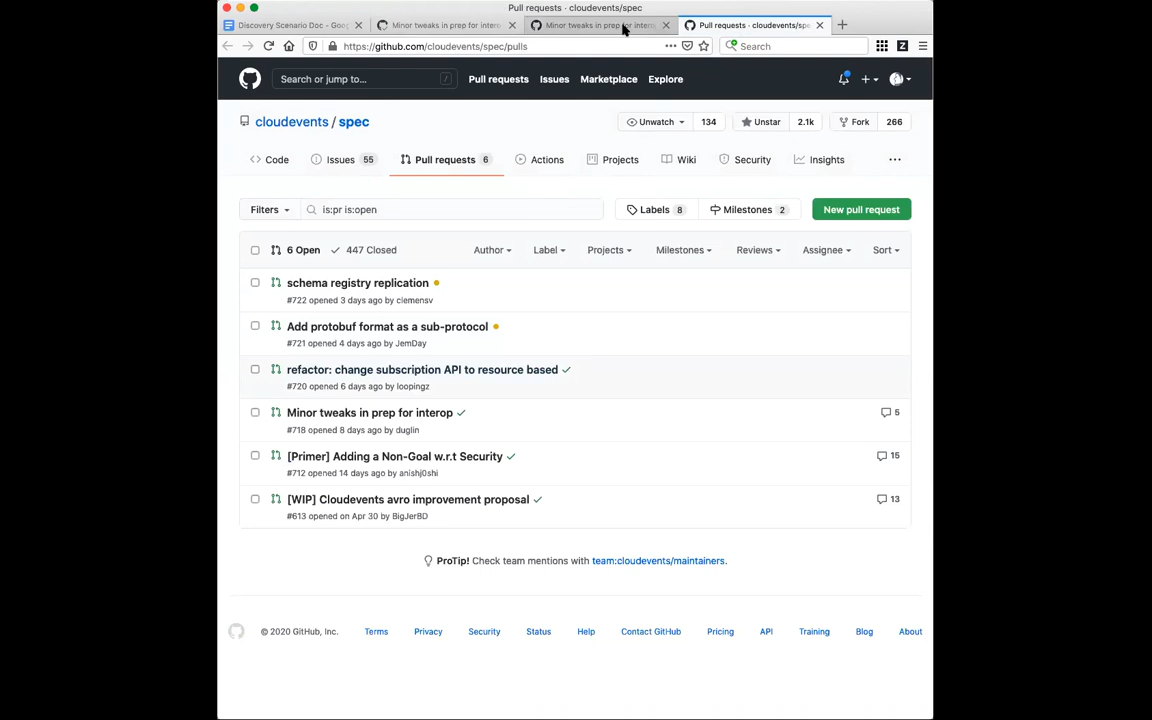 Pull requests · cloudevents/spec
Discovery Scenario Doc - Goo
Minor tweaks in prep for inter
Minor tweaks in prep for inter
Pull requests · cloudevents/spe
https://github.com/cloudevents/spec/pulls
Search
Z
Search or jump to...
/
Pull requests
Issues
Marketplace
Explore
cloudevents / spec
Unwatch
134
Unstar
2.1k
Fork
266
Code
Issues 55
Pull requests 6
Actions
Projects
Wiki
Security
Insights
Filters
is:pr is:open
Labels 8
Milestones 2
New pull request
6 Open
447 Closed
Author
Label
Projects
Milestones
Reviews
Assignee
Sort
schema registry replication
#722 opened 3 days ago by clemensv
Add protobuf format as a sub-protocol
#721 opened 4 days ago by JemDay
refactor: change subscription API to resource based
#720 opened 6 days ago by loopingz
Minor tweaks in prep for interop
5
#718 opened 8 days ago by duglin
[Primer] Adding a Non-Goal w.r.t Security
15
#712 opened 14 days ago by anishj0shi
[WIP] Cloudevents avro improvement proposal
13
#613 opened on Apr 30 by BigJerBD
ProTip! Check team mentions with team:cloudevents/maintainers.
© 2020 GitHub, Inc.
Terms
Privacy
Security
Status
Help
Contact GitHub
Pricing
API
Training
Blog
About